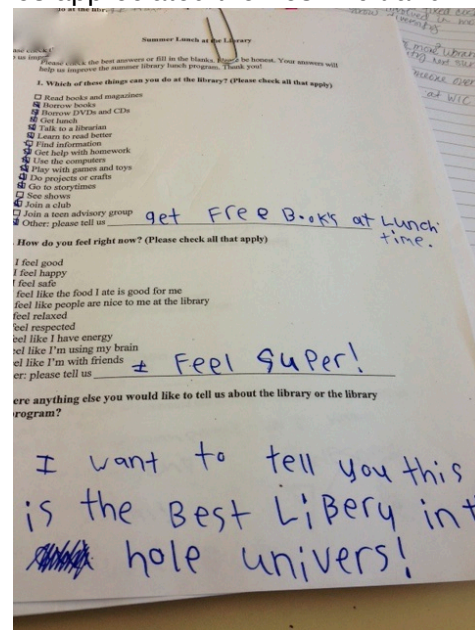 Summer Lunch at the Library
Please check the best answers or fill in the blanks. Please be honest. Your answers will
help us improve the summer library lunch program. Thank you!
1. Which of these things can you do at the library? (Please check all that apply)
Read books and magazines
Borrow books
Borrow DVDs and CDs
Get lunch
Talk to a librarian
Learn to read better
Find information
Get help with homework
Use the computers
Play with games and toys
Do projects or crafts
Go to storytimes
See shows
Join a club
Join a teen advisory group
Other: please tell us get Free Books at Lunch
time.
How do you feel right now? (Please check all that apply)
I feel good
I feel happy
I feel safe
feel like the food I ate is good for me
feel like people are nice to me at the library
feel relaxed
feel respected
eel like I have energy
eel like I'm using my brain
el like I'm with friends
er: please tell us I Feel Super!
ere anything else you would like to tell us about the library or the library
rogram?
I want to tell you this
is the Best LiBery in t
hole univers!